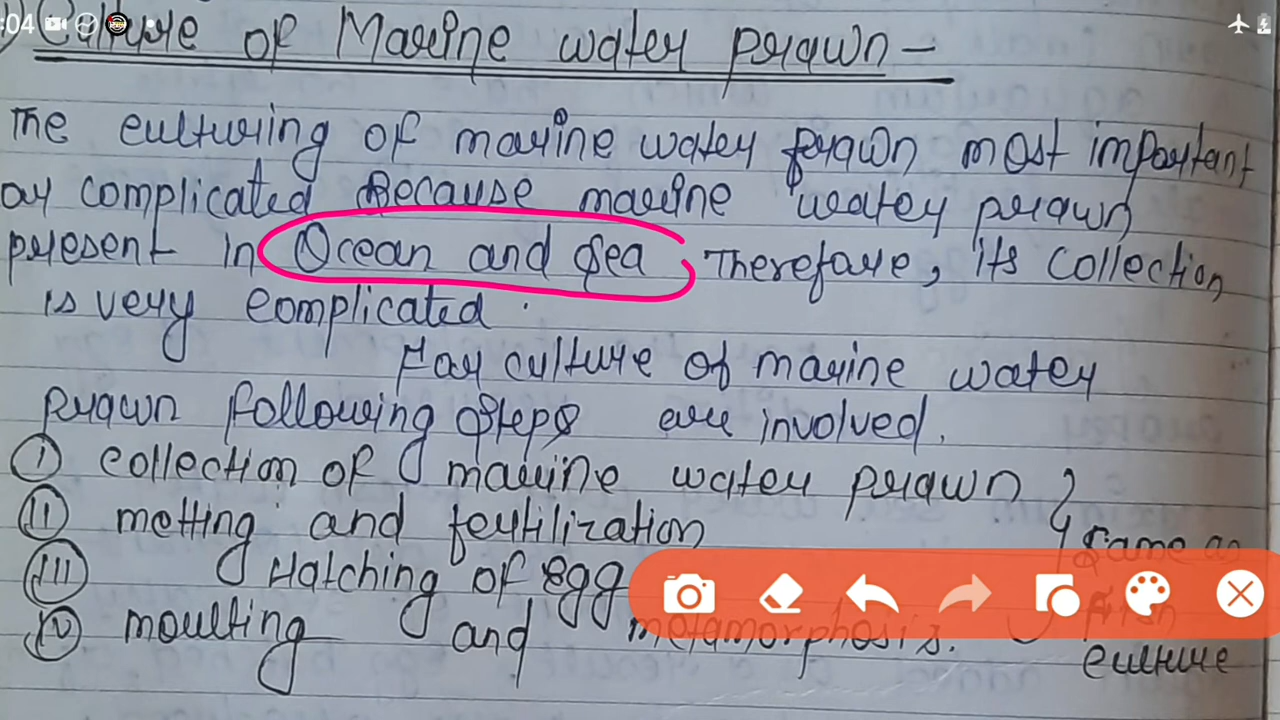 :04
Culture of Marine water prawn -
The culturing of marine water prawn most important
or complicated Because marine water prawn
present in Ocean and Sea, Therefore, its collection
is very complicated.
For culture of marine water
prawn following steps are involved.
I collection of marine water prawn
II metting and fertilization
III Hatching of egg
IV moulting and metamorphosis.
Same as
Fish
culture